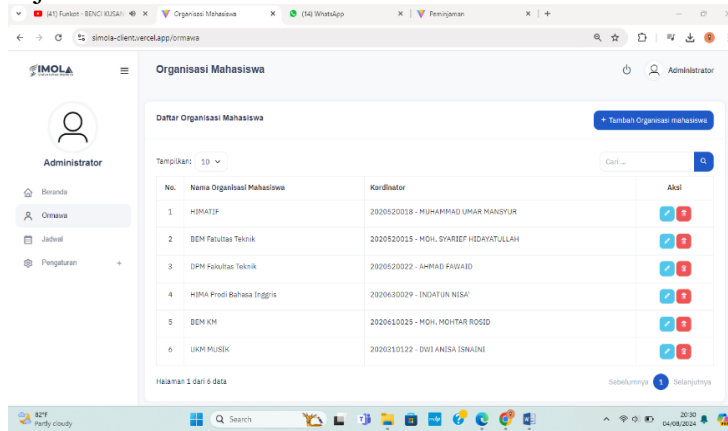 (41) Funkot - BENCI KUSAN
Organisasi Mahasiswa
(14) WhatsApp
Peminjaman
simola-client.vercel.app/ormawa
SIMOLA
Organisasi Mahasiswa
Administrator
Administrator
Beranda
Ormawa
Jadwal
Pengaturan +
Daftar Organisasi Mahasiswa
+ Tambah Organisasi mahasiswa
Tampilkan: 10
Cari ...
No. Nama Organisasi Mahasiswa Kordinator Aksi
1 HIMATIF 2020520018 - MUHAMMAD UMAR MANSYUR
2 BEM Fatultas Teknik 2020520015 - MOH. SYARIEF HIDAYATULLAH
3 DPM Fakultas Teknik 2020520022 - AHMAD FAWAID
4 HIMA Prodi Bahasa Inggris 2020630029 - INDATUN NISA'
5 BEM KM 2020610025 - MOH. MOHTAR ROSID
6 UKM MUSIK 2020310122 - DWI ANISA ISNAINI
Halaman 1 dari 6 data
Sebelumnya 1 Selanjutnya
82°F
Partly cloudy
Search
20:30
04/08/2024